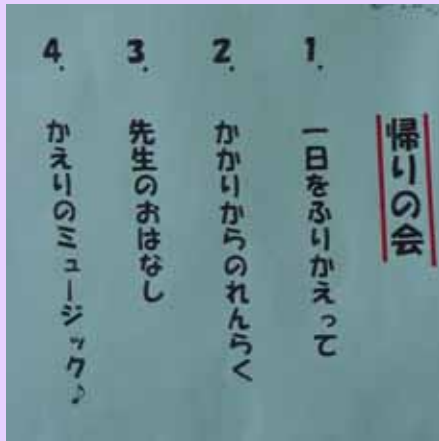 帰りの会
1. 一日をふりかえって
2. かかりからのれんらく
3. 先生のおはなし
4. かえりのミュージック♪